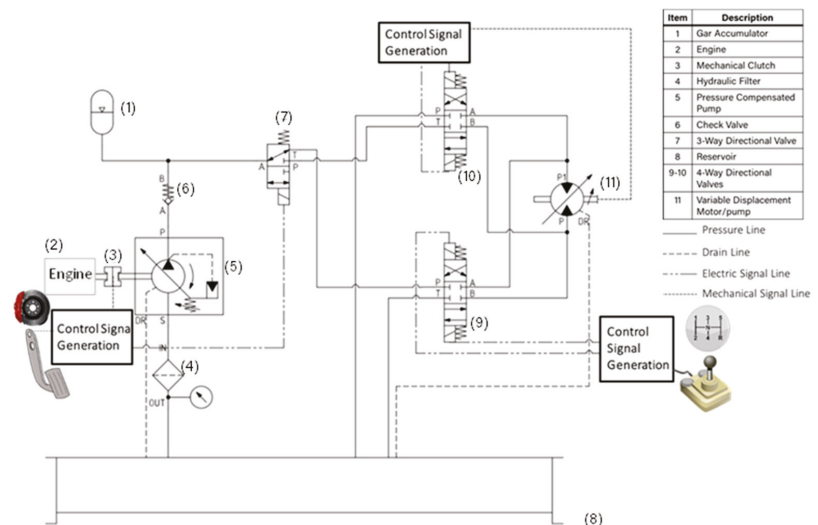 Control Signal
Generation
(1)
(7)
P
A
T
B
A
T
P
(10)
B
(6)
A
P
P1
(11)
P
DR
(2)
Engine
(3)
(5)
DR
S
P
A
T
B
(9)
Control Signa
Generation
IN
(4)
OUT
Control
Signal
Generation
(8)
Item Description
1 Gar Accumulator
2 Engine
3 Mechanical Clutch
4 Hydraulic Filter
5 Pressure Compensated
Pump
6 Check Valve
7 3-Way Directional Valve
8 Reservoir
9-10 4-Way Directional
Valves
11 Variable Displacement
Motor/pump
Pressure Line
Drain Line
Electric Signal Line
Mechanical Signal Line